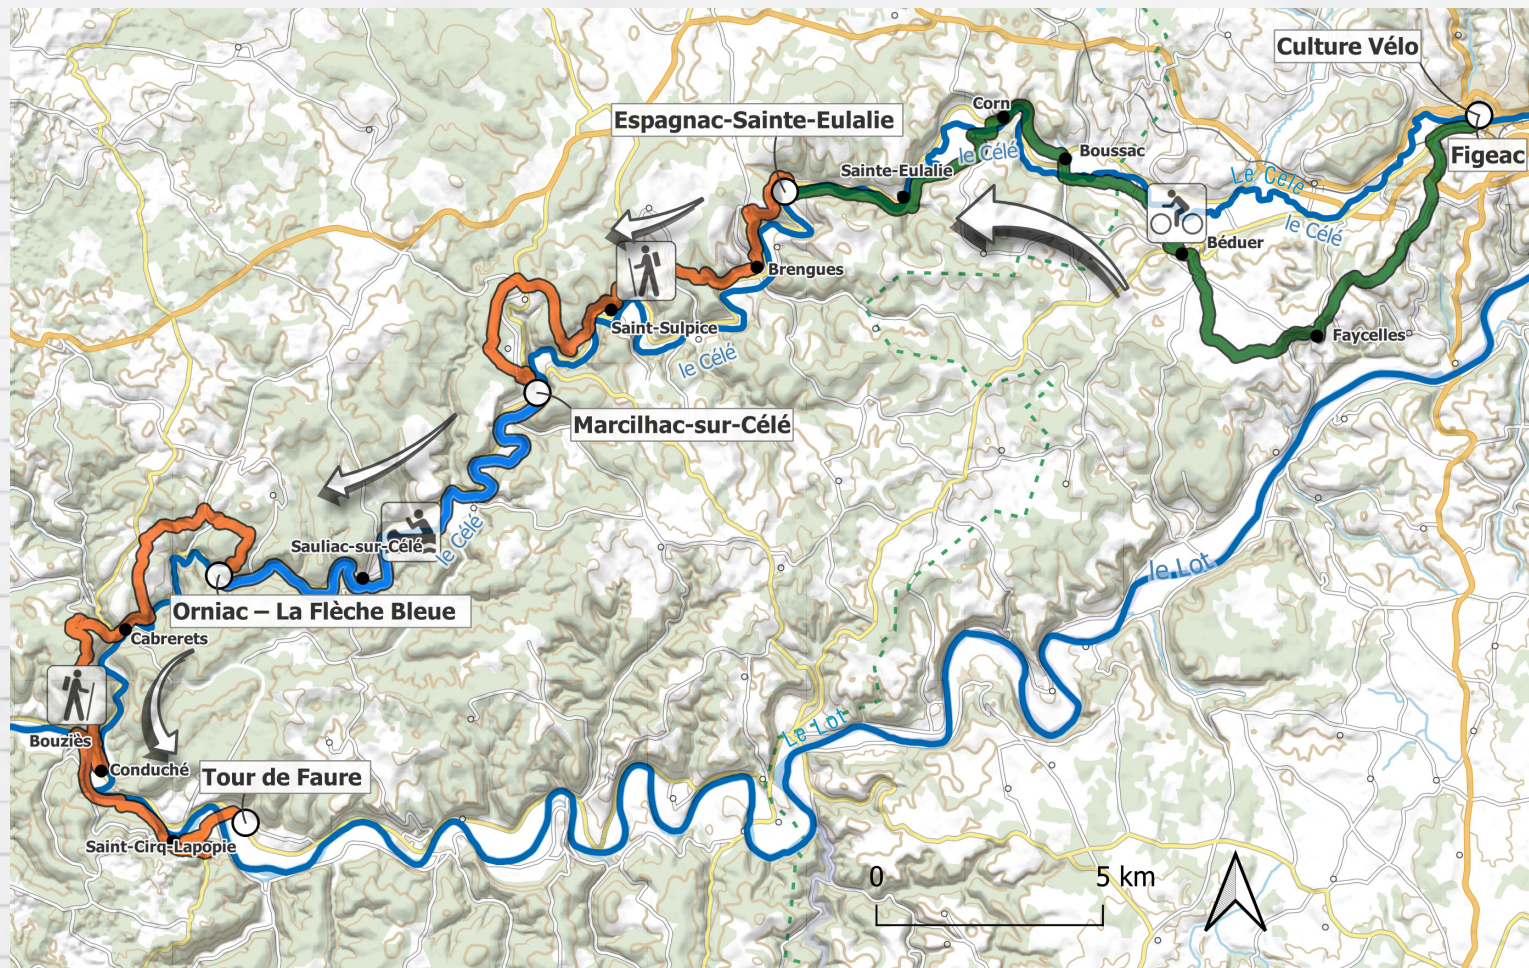 Culture Vélo
Corn
Espagnac-Sainte-Eulalie
le Célé
Boussac
Figeac
Sainte-Eulalie
Le Célé
le Célé
Béduer
Brengues
Saint-Sulpice
Faycelles
le Célé
Marcilhac-sur-Célé
le Célé
Sauliac-sur-Célé
le Lot
Orniac – La Flèche Bleue
Cabrerets
Le Lot
Bouziès
Conduché
Tour de Faure
Saint-Cirq-Lapopie
0 5 km